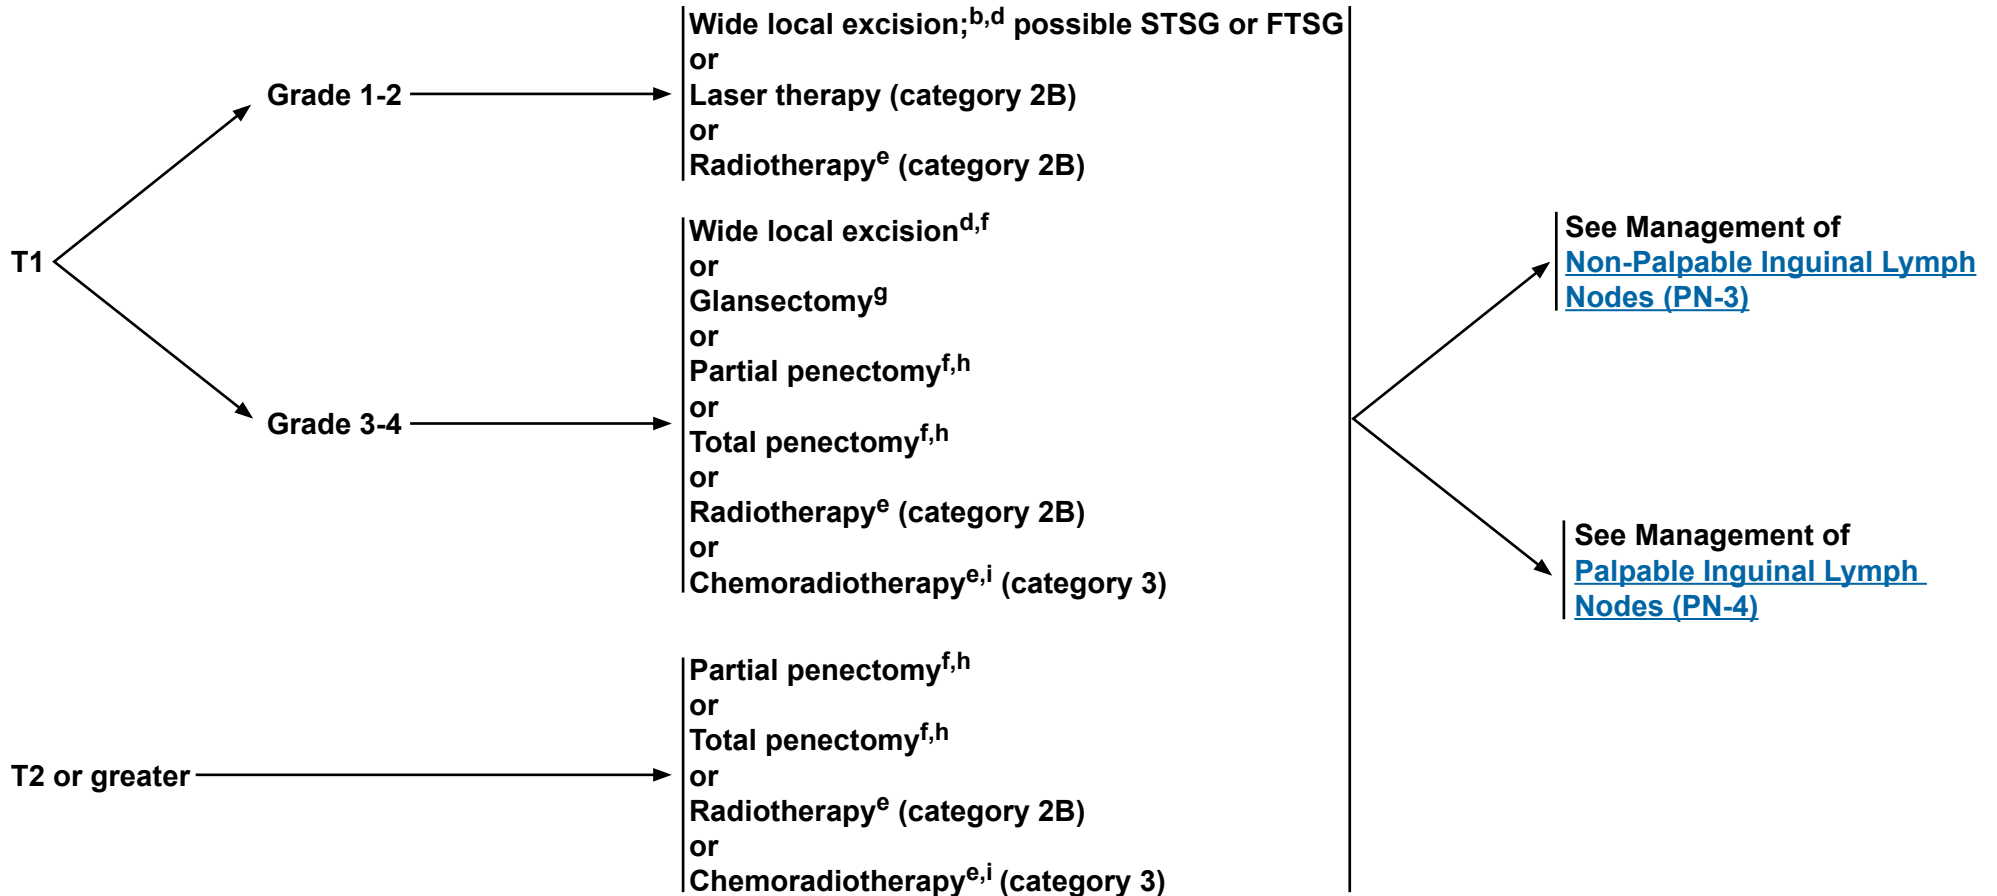 T1
Grade 1-2
Wide local excision;b,d possible STSG or FTSG
or
Laser therapy (category 2B)
or
Radiotherapye (category 2B)
Grade 3-4
Wide local excisiond,f
or
Glansectomyg
or
Partial penectomyf,h
or
Total penectomyf,h
or
Radiotherapye (category 2B)
or
Chemoradiotherapye,i (category 3)
T2 or greater
Partial penectomyf,h
or
Total penectomyf,h
or
Radiotherapye (category 2B)
or
Chemoradiotherapye,i (category 3)
See Management of
Non-Palpable Inguinal Lymph
Nodes (PN-3)
See Management of
Palpable Inguinal Lymph
Nodes (PN-4)